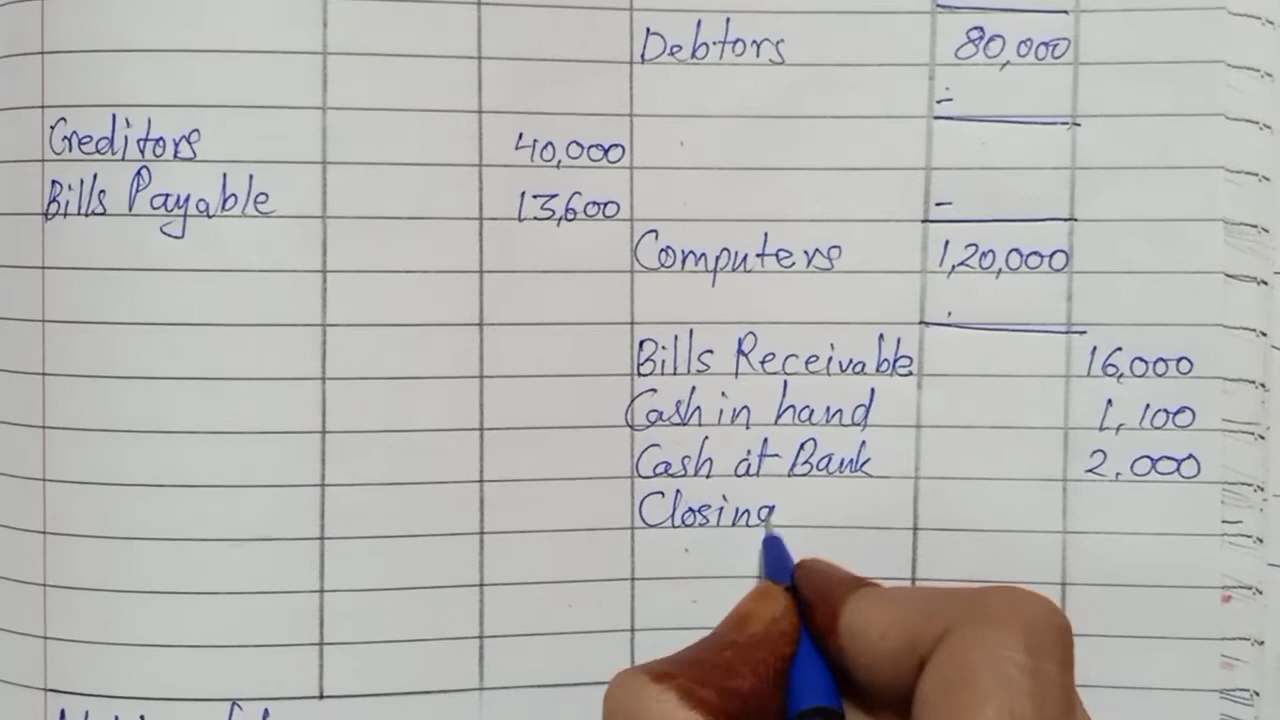 Debtors 80,000
-
Creditors 40,000
Bills Payable 13,600 -
Computers 1,20,000
Bills Receivable 16,000
Cash in hand 1,100
Cash at Bank 2,000
Closing